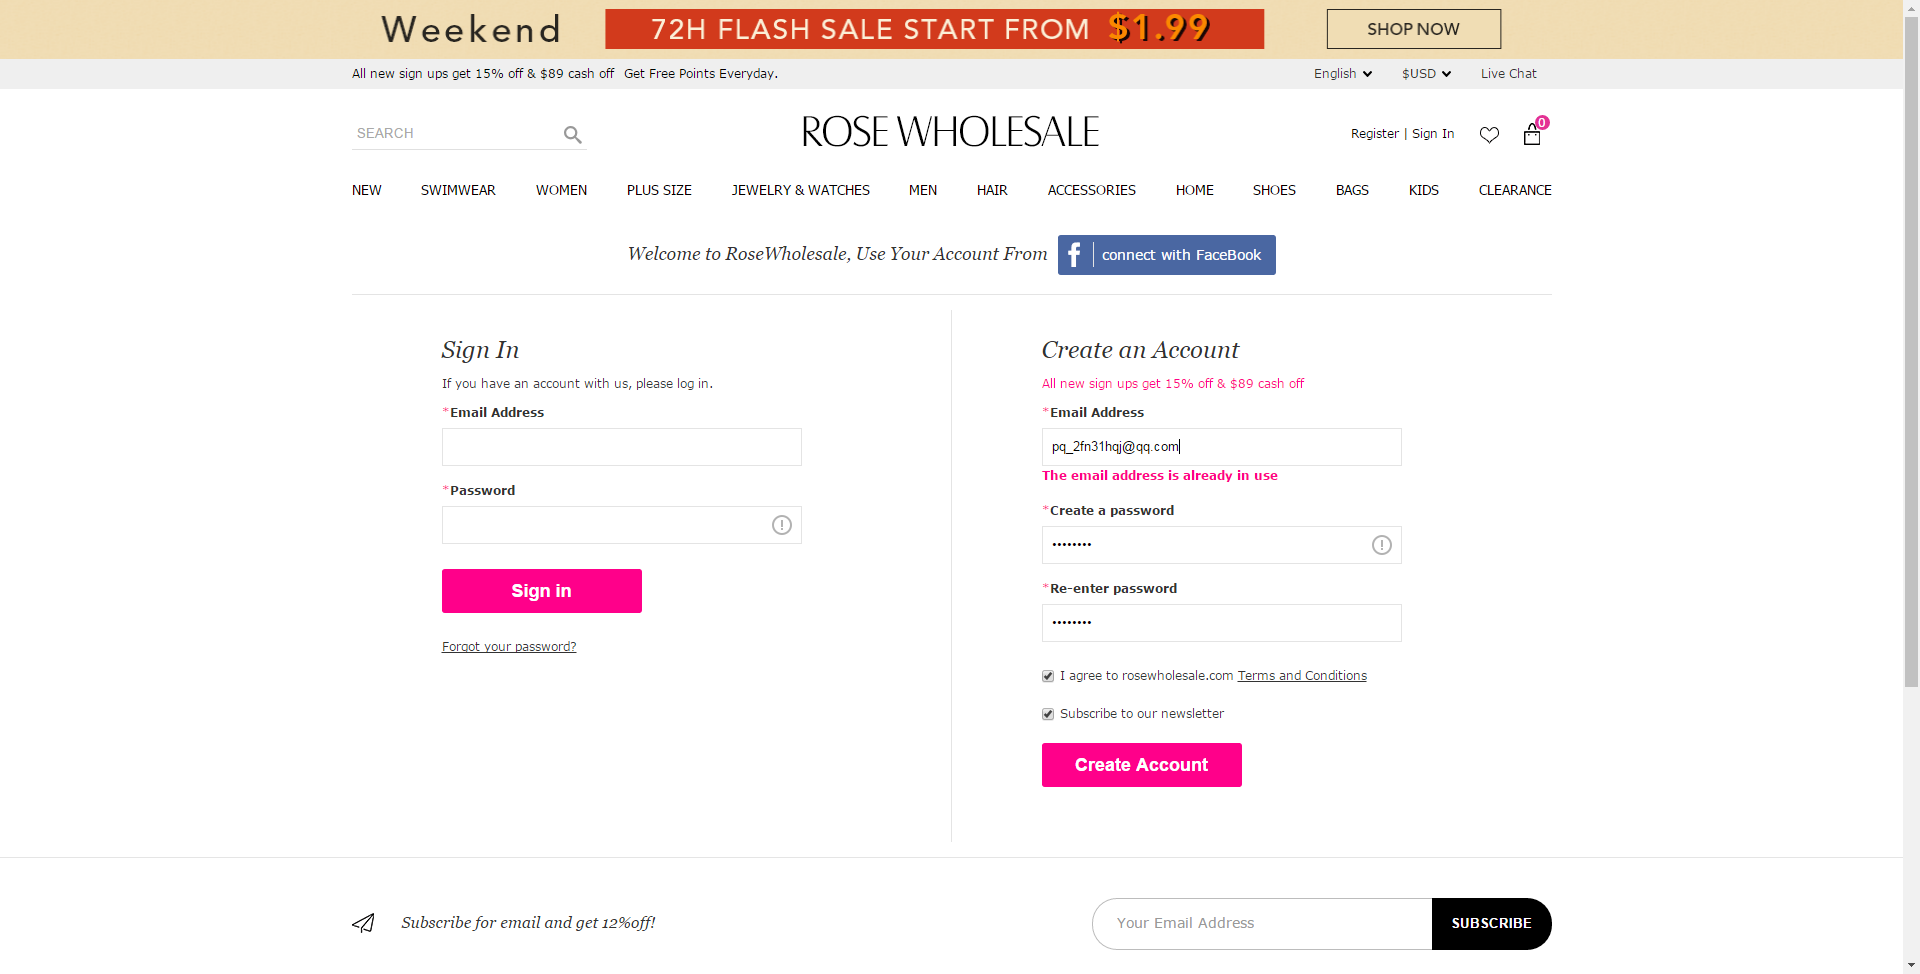 Weekend 72H FLASH SALE START FROM $1.99 SHOP NOW
All new sign ups get 15% off & $89 cash off Get Free Points Everyday. English $USD Live Chat
SEARCH ROSE WHOLESALE Register | Sign In 0
NEW SWIMWEAR WOMEN PLUS SIZE JEWELRY & WATCHES MEN HAIR ACCESSORIES HOME SHOES BAGS KIDS CLEARANCE
Welcome to RoseWholesale, Use Your Account From f connect with FaceBook
Sign In
If you have an account with us, please log in.
*Email Address
*Password
Sign in
Forgot your password?
Create an Account
All new sign ups get 15% off & $89 cash off
*Email Address
pq_2fn31hqj@qq.com
The email address is already in use
*Create a password
••••••••
*Re-enter password
••••••••
I agree to rosewholesale.com Terms and Conditions
Subscribe to our newsletter
Create Account
Subscribe for email and get 12%off! Your Email Address SUBSCRIBE